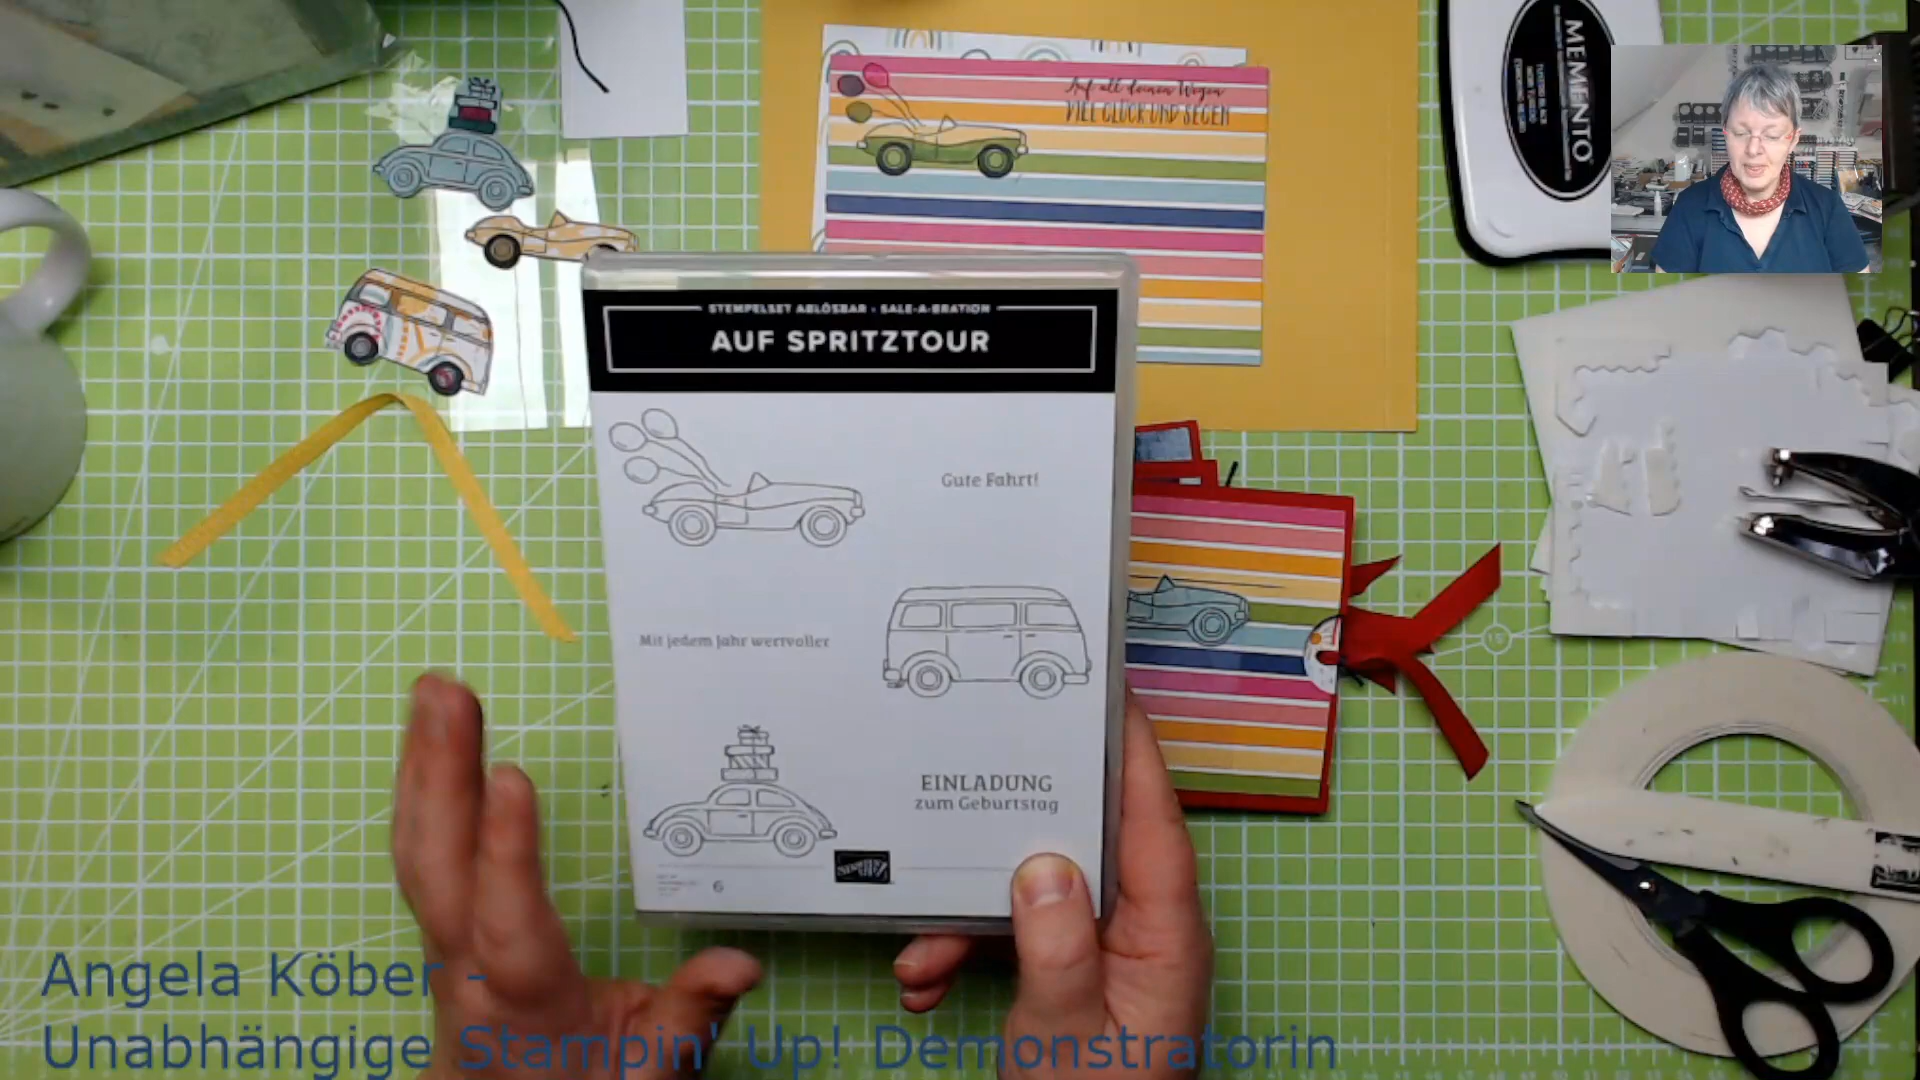 Auf all deinen Wegen
VIEL GLÜCK UND SEGEN
MEMENTO
STEMPELSET ABLÖSBAR • SALE-A-BRATION
AUF SPRITZTOUR
Gute Fahrt!
Mit jedem Jahr wertvoller
EINLADUNG
zum Geburtstag
6
15
Angela Köber -
Unabhängige Stampin' Up! Demonstratorin